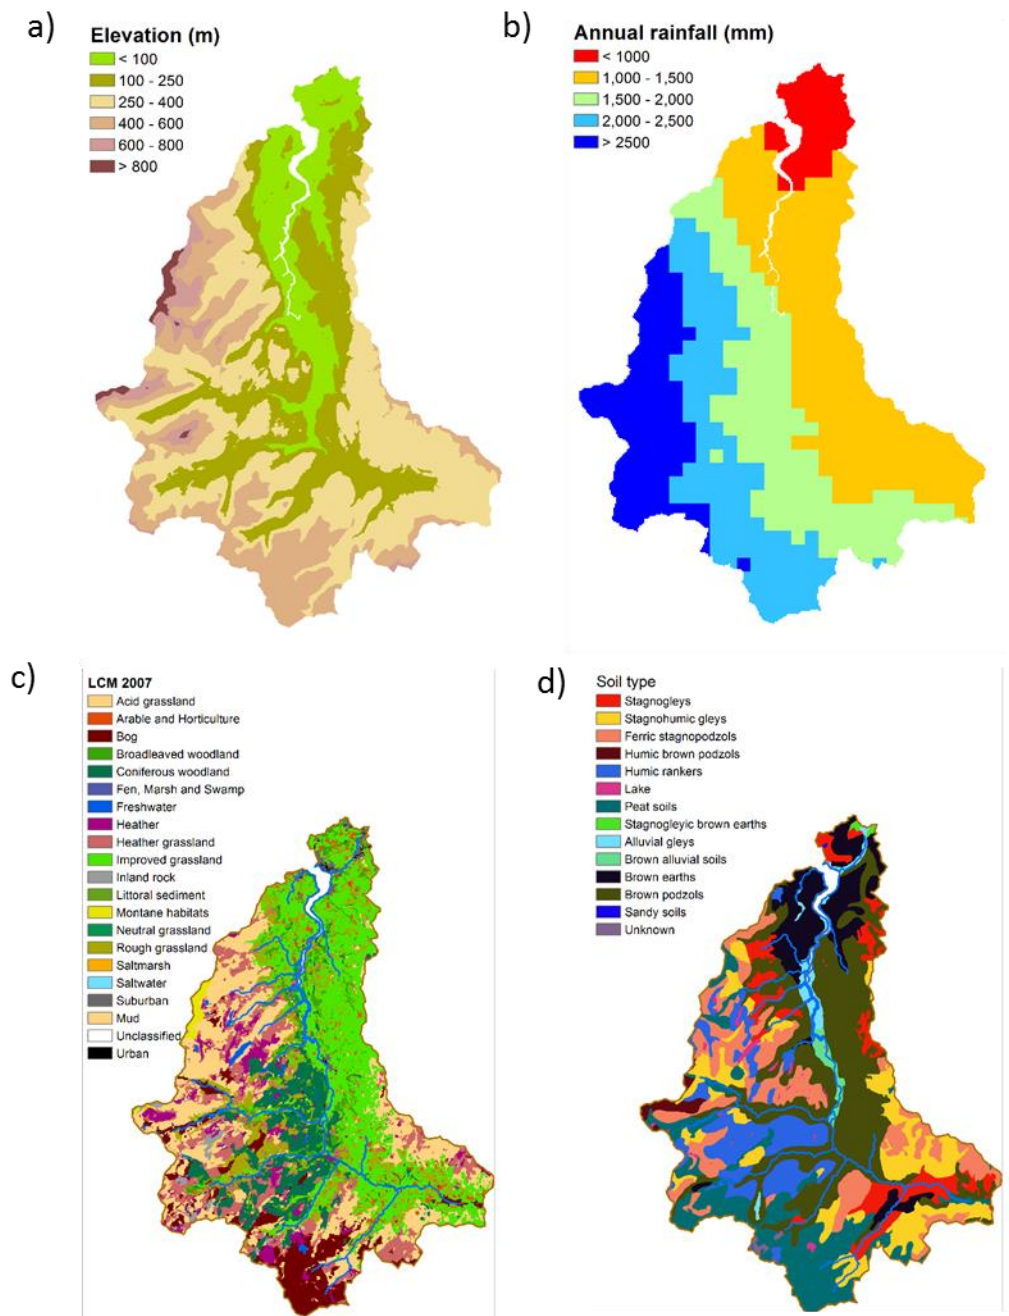 a)
Elevation (m)
< 100
100 - 250
250 - 400
400 - 600
600 - 800
> 800
b)
Annual rainfall (mm)
< 1000
1,000 - 1,500
1,500 - 2,000
2,000 - 2,500
> 2500
c)
LCM 2007
Acid grassland
Arable and Horticulture
Bog
Broadleaved woodland
Coniferous woodland
Fen, Marsh and Swamp
Freshwater
Heather
Heather grassland
Improved grassland
Inland rock
Littoral sediment
Montane habitats
Neutral grassland
Rough grassland
Saltmarsh
Saltwater
Suburban
Mud
Unclassified
Urban
d)
Soil type
Stagnogleys
Stagnohumic gleys
Ferric stagnopodzols
Humic brown podzols
Humic rankers
Lake
Peat soils
Stagnogleyic brown earths
Alluvial gleys
Brown alluvial soils
Brown earths
Brown podzols
Sandy soils
Unknown